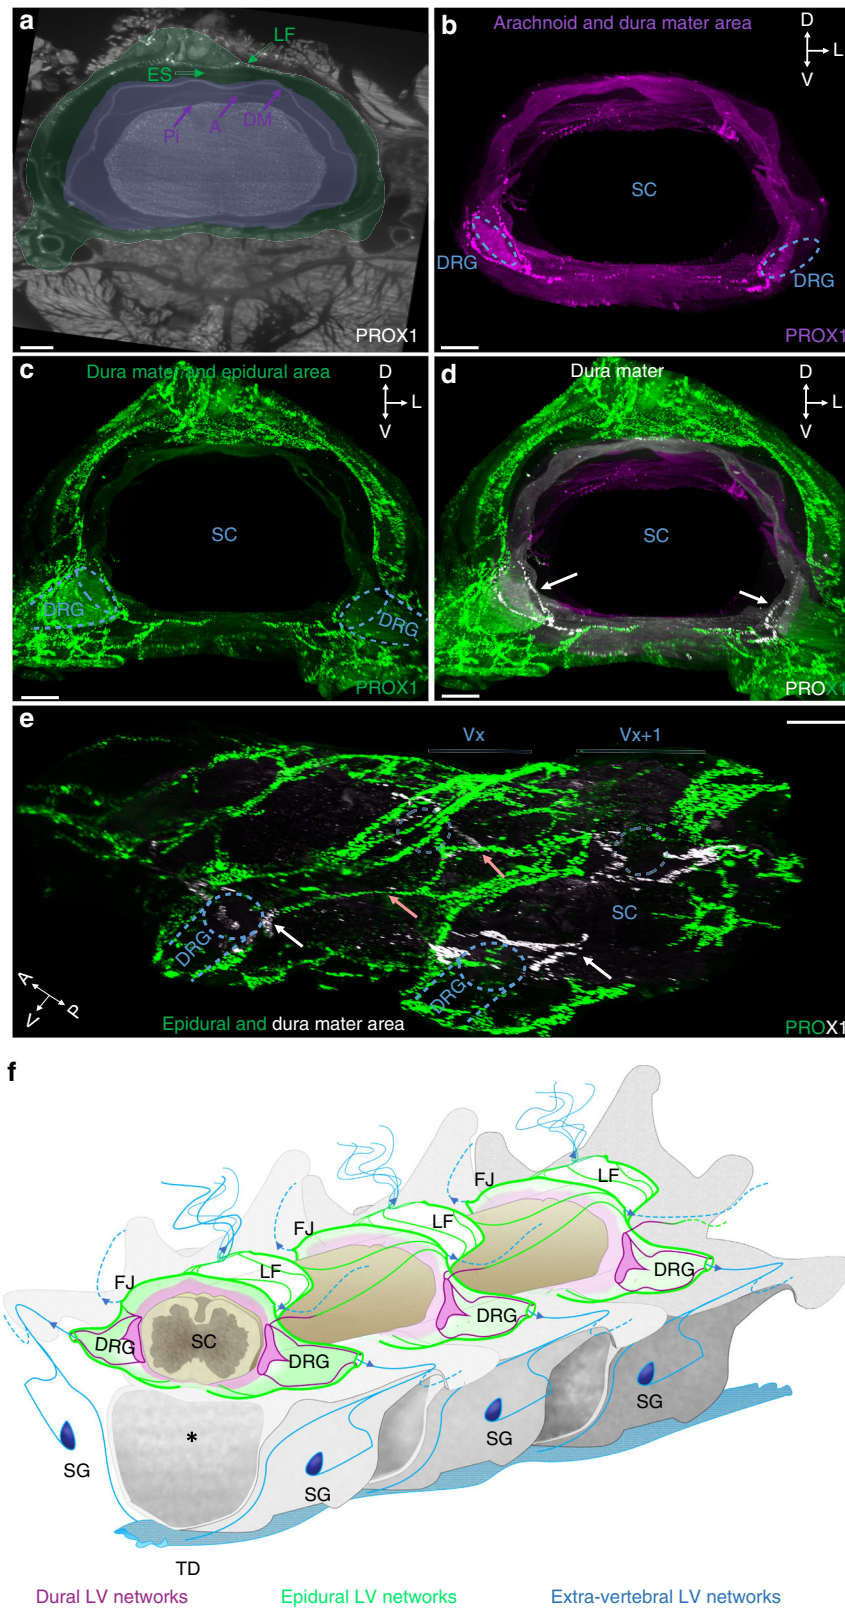 a
LF
ES
Pi
A
DM
PROX1
b
Arachnoid and dura mater area
D
L
V
SC
DRG
DRG
PROX1
c
Dura mater and epidural area
D
L
V
SC
DRG
DRG
PROX1
d
Dura mater
D
L
V
SC
PROX1
e
Vx
Vx+1
SC
DRG
DRG
A
V
P
Epidural and dura mater area
PROX1
f
LF
FJ
LF
FJ
LF
FJ
DRG
DRG
SC
DRG
DRG
*
SG
SG
SG
SG
TD
Dural LV networks
Epidural LV networks
Extra-vertebral LV networks